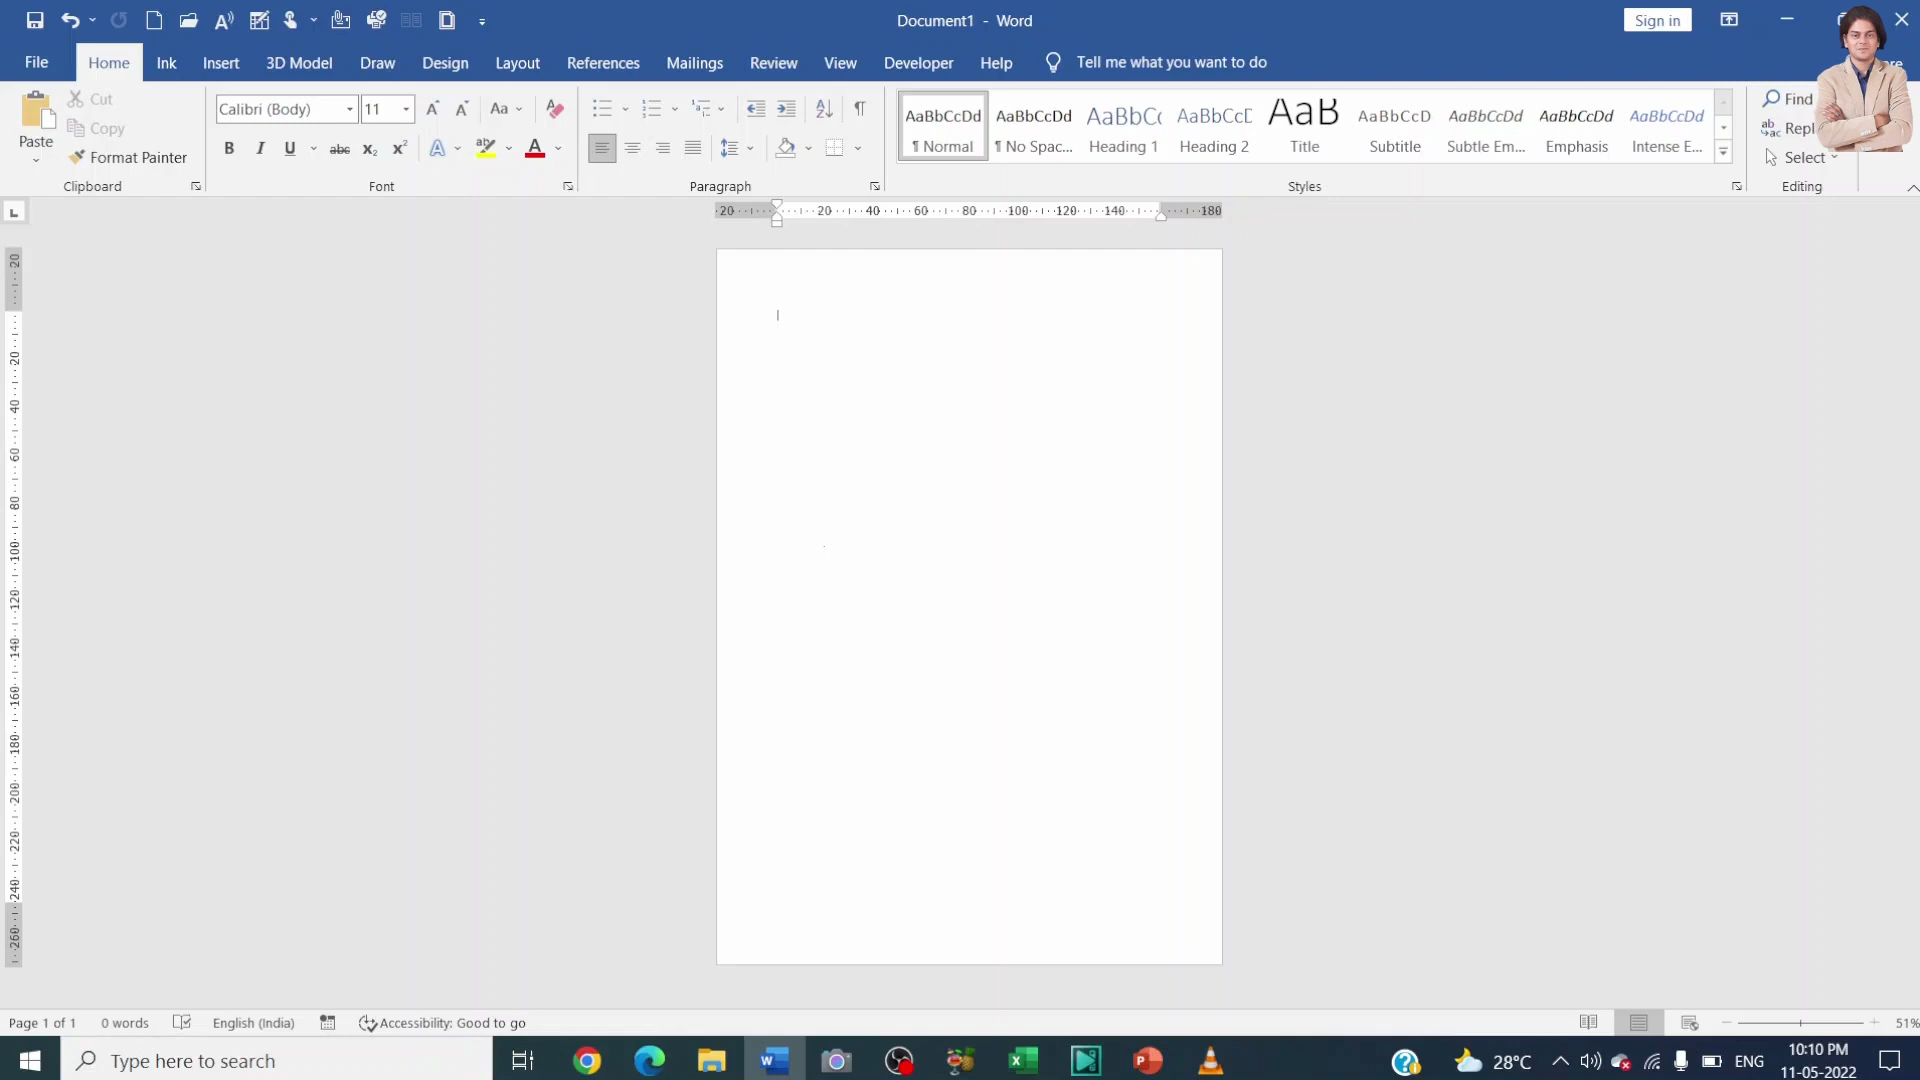 Document1 - Word
Sign in
File Home Ink Insert 3D Model Draw Design Layout References Mailings Review View Developer Help Tell me what you want to do
Paste
Cut
Copy
Format Painter
Clipboard
Calibri (Body) 11
Aa
abc X₂ X²
Font
Paragraph
AaBbCcDd AaBbCcDd AaBbCc AaBbCcD AaB AaBbCcD AaBbCcDd AaBbCcDd AaBbCcDd
¶ Normal ¶ No Spac... Heading 1 Heading 2 Title Subtitle Subtle Em... Emphasis Intense E...
Styles
Find
Repl
Select
Editing
20 20 40 60 80 100 120 140 180
20
20
40
60
80
100
120
140
160
180
200
220
240
260
Page 1 of 1 0 words English (India) Accessibility: Good to go 51%
Type here to search
28°C ENG 10:10 PM
11-05-2022